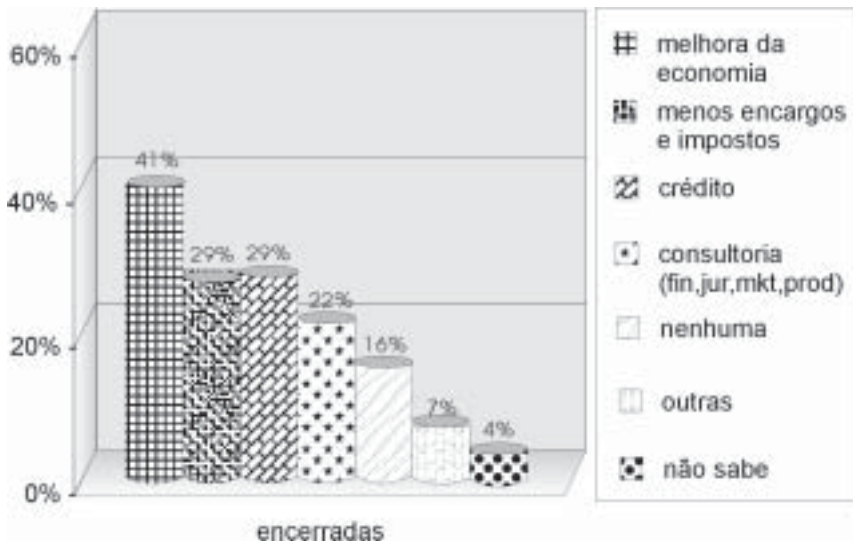 60%
40%
20%
0%
41%
29%
29%
22%
16%
7%
4%
encerradas
melhora da
economia
menos encargos
e impostos
crédito
consultoria
(fin,jur,mkt,prod)
nenhuma
outras
não sabe